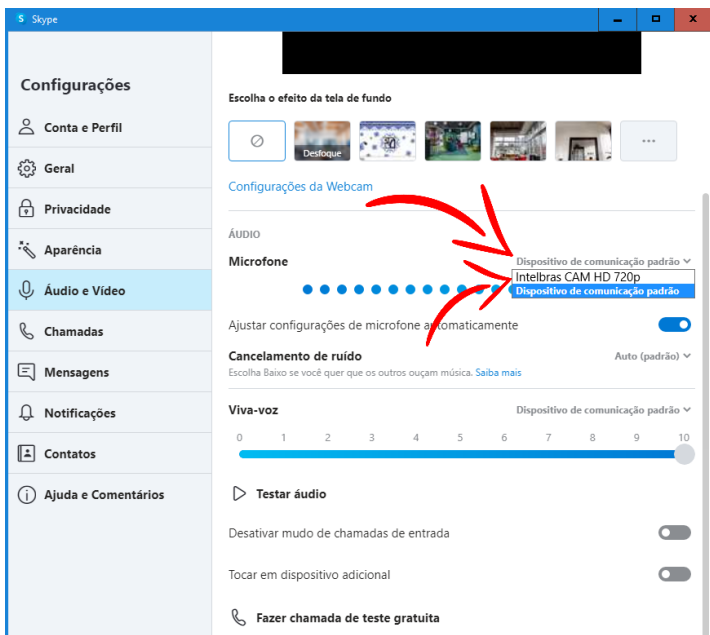 Skype
Configurações
Conta e Perfil
Geral
Privacidade
Aparência
Áudio e Vídeo
Chamadas
Mensagens
Notificações
Contatos
Ajuda e Comentários
Escolha o efeito da tela de fundo
Desfoque
Configurações da Webcam
ÁUDIO
Microfone
Dispositivo de comunicação padrão
Intelbras CAM HD 720p
Dispositivo de comunicação padrão
Ajustar configurações de microfone automaticamente
Cancelamento de ruído
Auto (padrão)
Escolha Baixo se você quer que os outros ouçam música. Saiba mais
Viva-voz
Dispositivo de comunicação padrão
0 1 2 3 4 5 6 7 8 9 10
Testar áudio
Desativar mudo de chamadas de entrada
Tocar em dispositivo adicional
Fazer chamada de teste gratuita